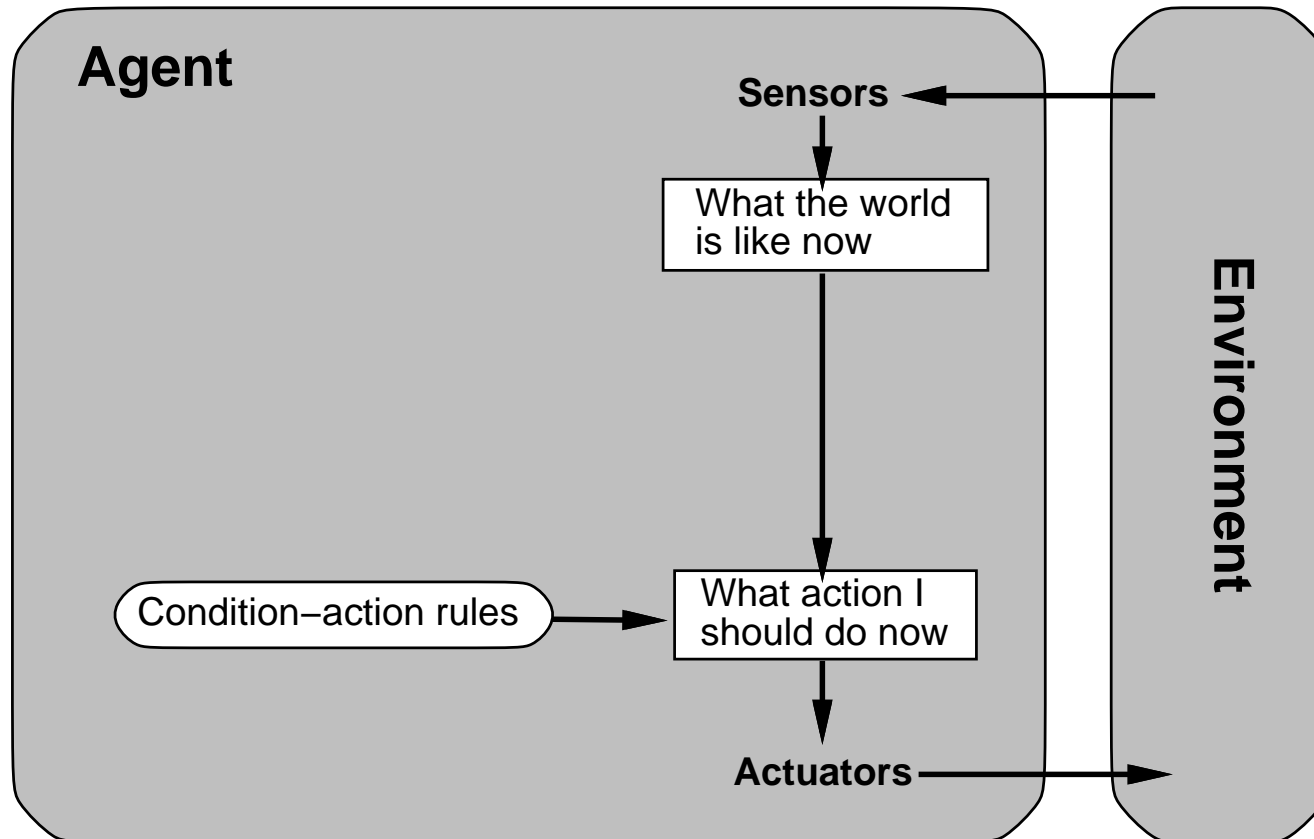 Agent
Sensors
What the world
is like now
Environment
Condition−action rules
What action I
should do now
Actuators